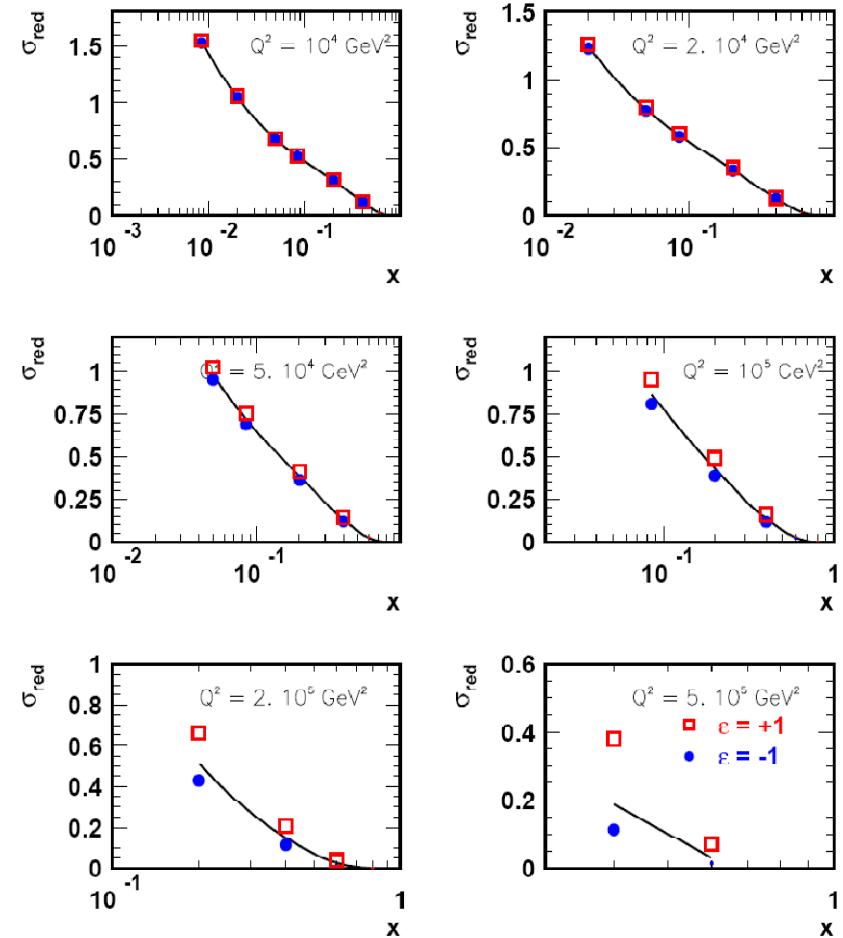 σred
Q² = 10⁴ GeV²
1.5
1
0.5
0
10⁻³
10⁻²
10⁻¹
x
σred
Q² = 2. 10⁴ GeV²
1.5
1
0.5
0
10⁻²
10⁻¹
x
σred
= 5. 10⁴ GeV²
1
0.75
0.5
0.25
0
10⁻²
10⁻¹
x
σred
Q² = 10⁵ GeV²
1
0.75
0.5
0.25
0
10⁻¹
1
x
σred
Q² = 2. 10⁵ GeV²
1
0.8
0.6
0.4
0.2
0
10⁻¹
1
x
σred
Q² = 5. 10⁵ GeV²
ε = +1
ε = -1
0.6
0.4
0.2
0
1
x